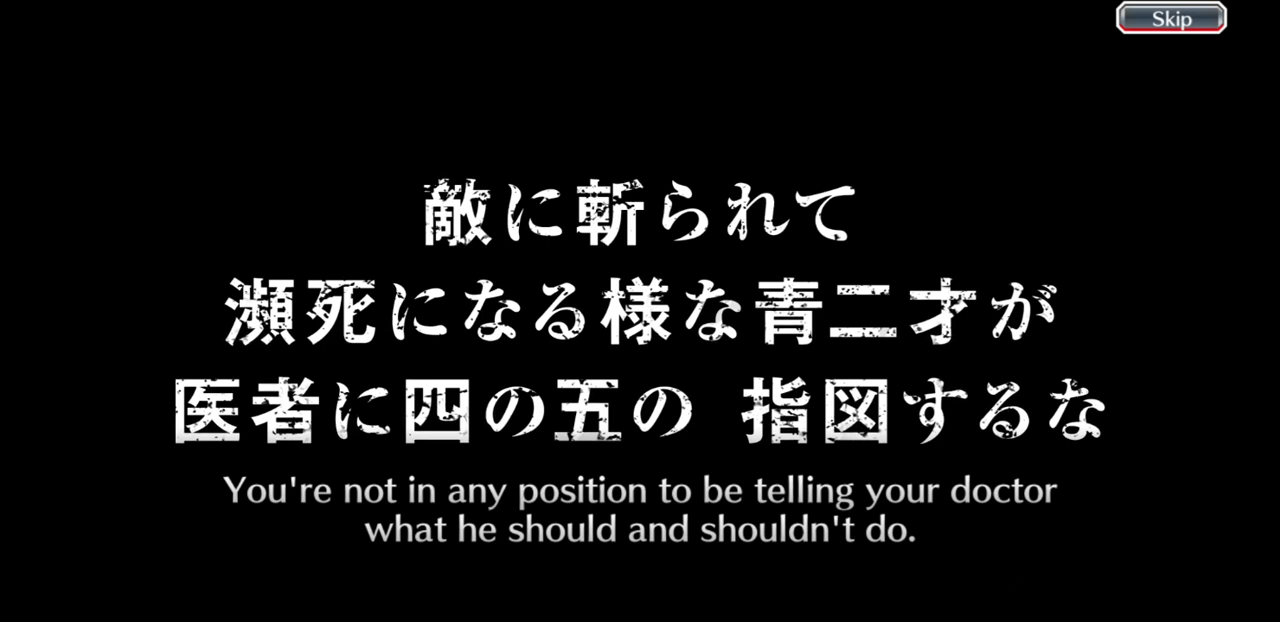 Skip
敵に斬られて
瀕死になる様な青二才が
医者に四の五の 指図するな
You're not in any position to be telling your doctor
what he should and shouldn't do.